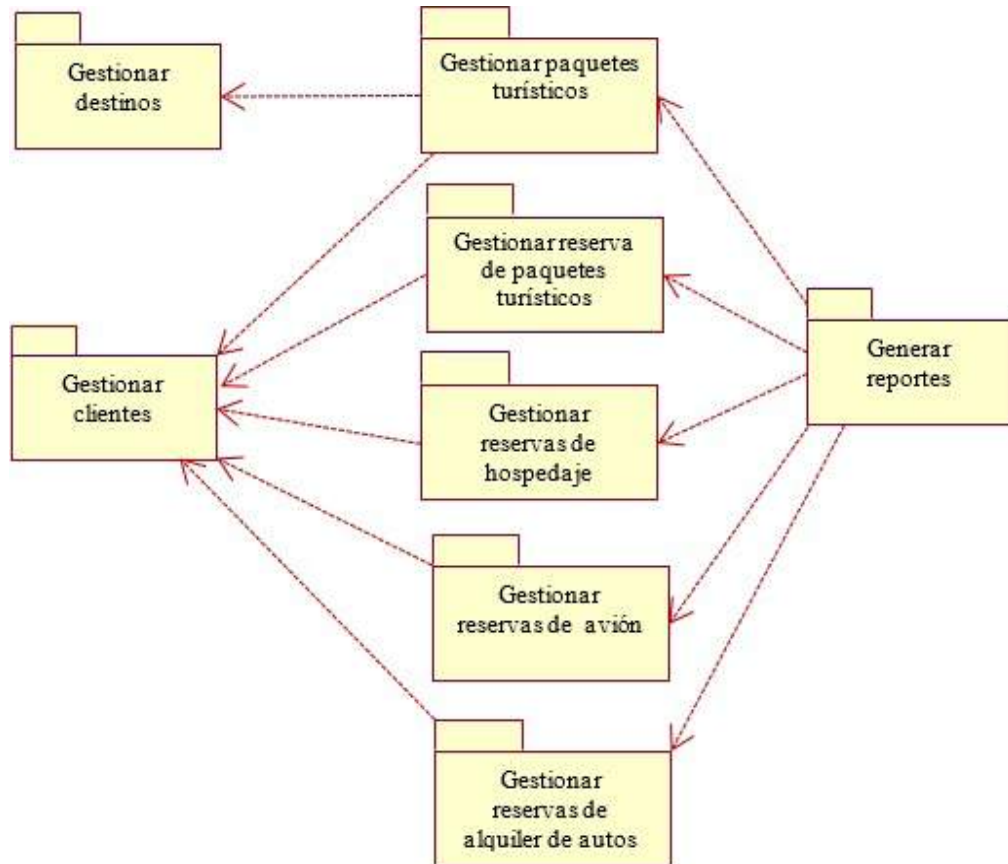 Gestionar
destinos
Gestionar paquetes
turísticos
Gestionar reserva
de paquetes
turísticos
Generar
reportes
Gestionar
clientes
Gestionar
reservas de
hospedaje
Gestionar
reservas de avión
Gestionar
reservas de
alquiler de autos